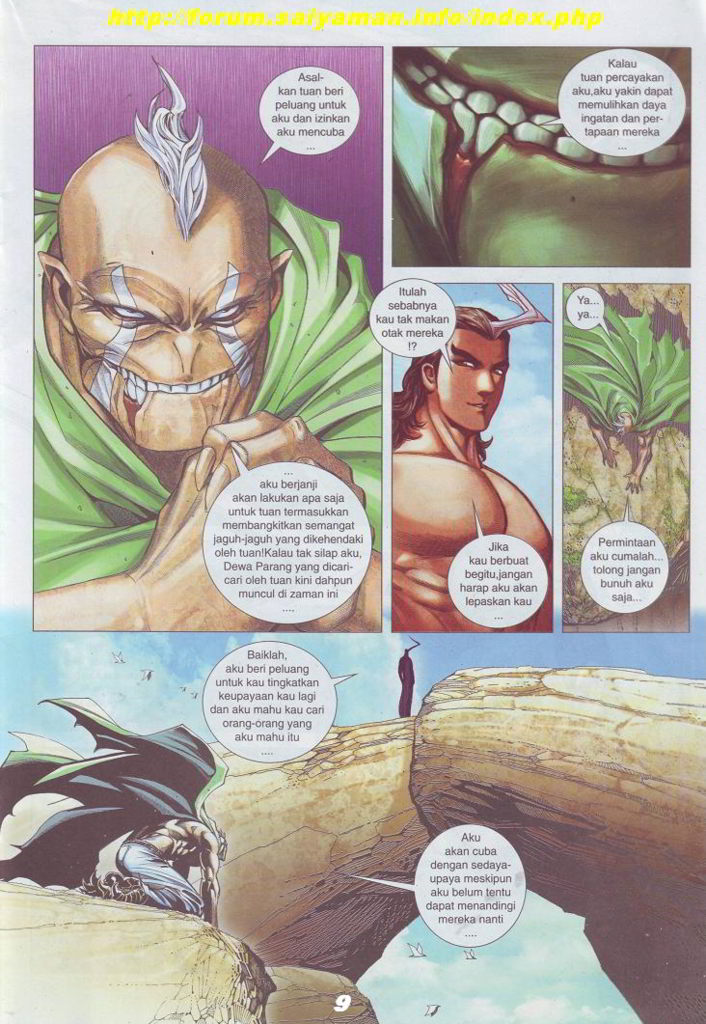 http://forum.saiyaman.info/index.php
Asal-
kan tuan beri
peluang untuk
aku dan izinkan
aku mencuba
...
Kalau
tuan percayakan
aku,aku yakin dapat
memulihkan daya
ingatan dan per-
tapaan mereka
...
...
aku berjanji
akan lakukan apa saja
untuk tuan termasukkan
membangkitkan semangat
jaguh-jaguh yang dikehendaki
oleh tuan!Kalau tak silap aku,
Dewa Parang yang dicari-
cari oleh tuan kini dahpun
muncul di zaman ini
....
Itulah
sebabnya
kau tak makan
otak mereka
!?
Jika
kau berbuat
begitu,jangan
harap aku akan
lepaskan kau
...
Ya...
ya...
Permintaan
aku cumalah...
tolong jangan
bunuh aku
saja...
Baiklah,
aku beri peluang
untuk kau tingkatkan
keupayaan kau lagi
dan aku mahu kau cari
orang-orang yang
aku mahu itu
....
Aku
akan cuba
dengan sedaya-
upaya meskipun
aku belum tentu
dapat menandingi
mereka nanti
....
9